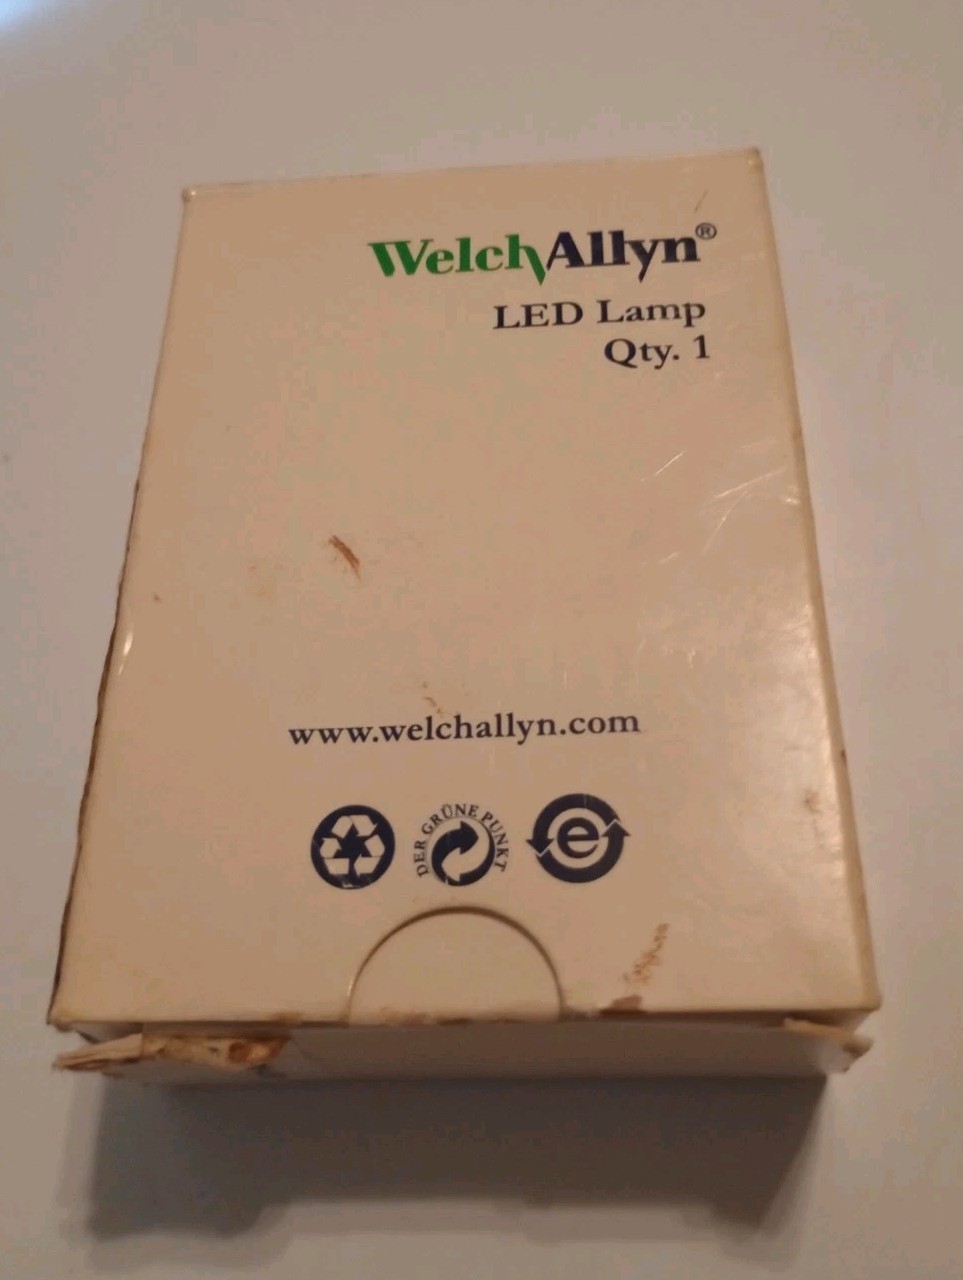 WelchAllyn®
LED Lamp
Qty. 1
www.welchallyn.com
DER GRÜNE PUNKT
e